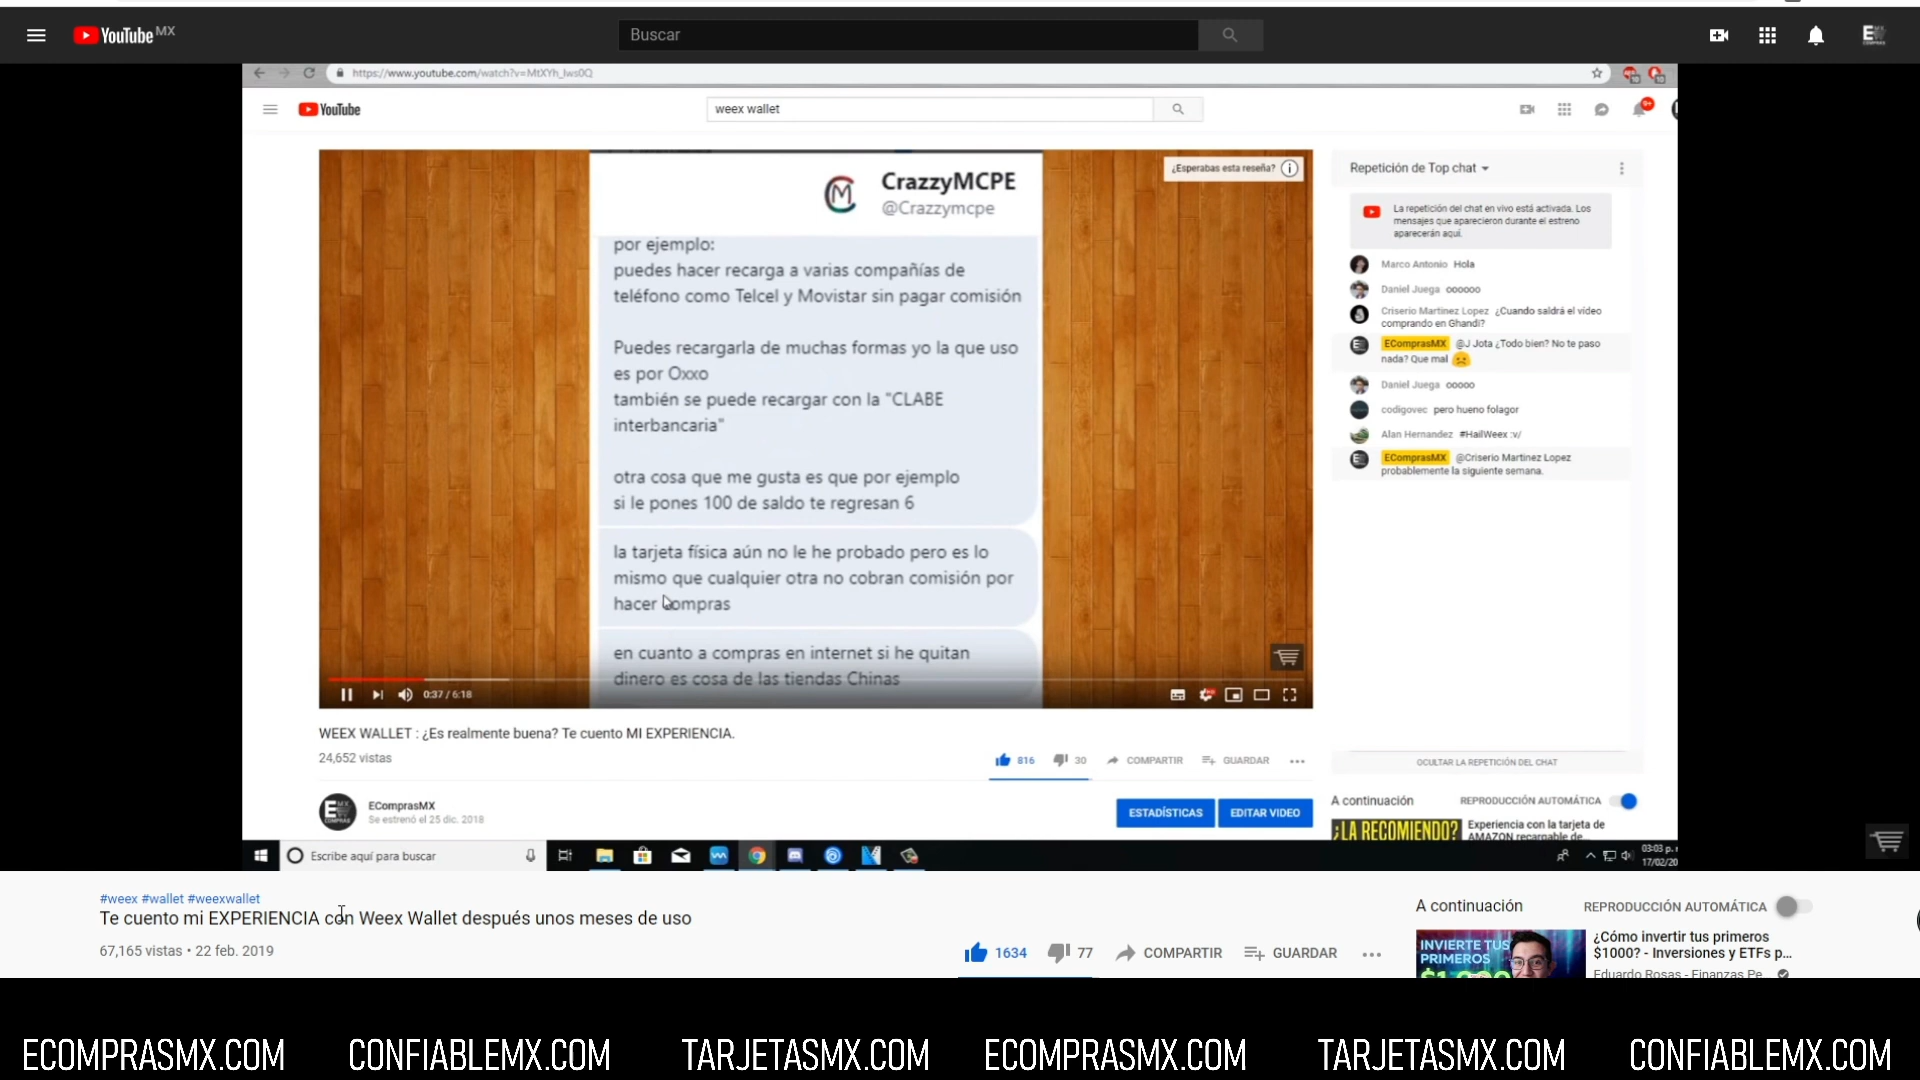 YouTube MX
Buscar
https://www.youtube.com/watch?v=MtXYh_Iws0Q
YouTube
weex wallet
9+
¿Esperabas esta reseña?
CrazzyMCPE
@Crazzymcpe
por ejemplo:
puedes hacer recarga a varias compañías de
teléfono como Telcel y Movistar sin pagar comisión
Puedes recargarla de muchas formas yo la que uso
es por Oxxo
también se puede recargar con la "CLABE
interbancaria"
otra cosa que me gusta es que por ejemplo
si le pones 100 de saldo te regresan 6
la tarjeta física aún no le he probado pero es lo
mismo que cualquier otra no cobran comisión por
hacer compras
en cuanto a compras en internet si he quitan
dinero es cosa de las tiendas Chinas
0:37 / 6:18
Repetición de Top chat
La repetición del chat en vivo está activada. Los
mensajes que aparecieron durante el estreno
aparecerán aquí.
Marco Antonio Hola
Daniel Juega oooooo
Criserio Martinez Lopez ¿Cuando saldrá el vídeo
comprando en Ghandi?
EComprasMX @J Jota ¿Todo bien? No te paso
nada? Que mal
Daniel Juega ooooo
codigovec pero hueno folagor
Alan Hernandez #HailWeex :v/
EComprasMX @Criserio Martinez Lopez
probablemente la siguiente semana.
OCULTAR LA REPETICIÓN DEL CHAT
WEEX WALLET : ¿Es realmente buena? Te cuento MI EXPERIENCIA.
24,652 vistas
816
30
COMPARTIR
GUARDAR
EComprasMX
Se estrenó el 25 dic. 2018
ESTADÍSTICAS
EDITAR VIDEO
A continuación
REPRODUCCIÓN AUTOMÁTICA
¿LA RECOMIENDO?
Experiencia con la tarjeta de
AMAZON recargable de...
Escribe aquí para buscar
03:03 p.
17/02/20
#weex #wallet #weexwallet
Te cuento mi EXPERIENCIA con Weex Wallet después unos meses de uso
67,165 vistas • 22 feb. 2019
1634
77
COMPARTIR
GUARDAR
A continuación
REPRODUCCIÓN AUTOMÁTICA
INVIERTE TUS
PRIMEROS
$1000
¿Cómo invertir tus primeros
$1000? - Inversiones y ETFs p...
Eduardo Rosas - Finanzas Pe...
ECOMPRASMX.COM CONFIABLEMX.COM TARJETASMX.COM ECOMPRASMX.COM TARJETASMX.COM CONFIABLEMX.COM